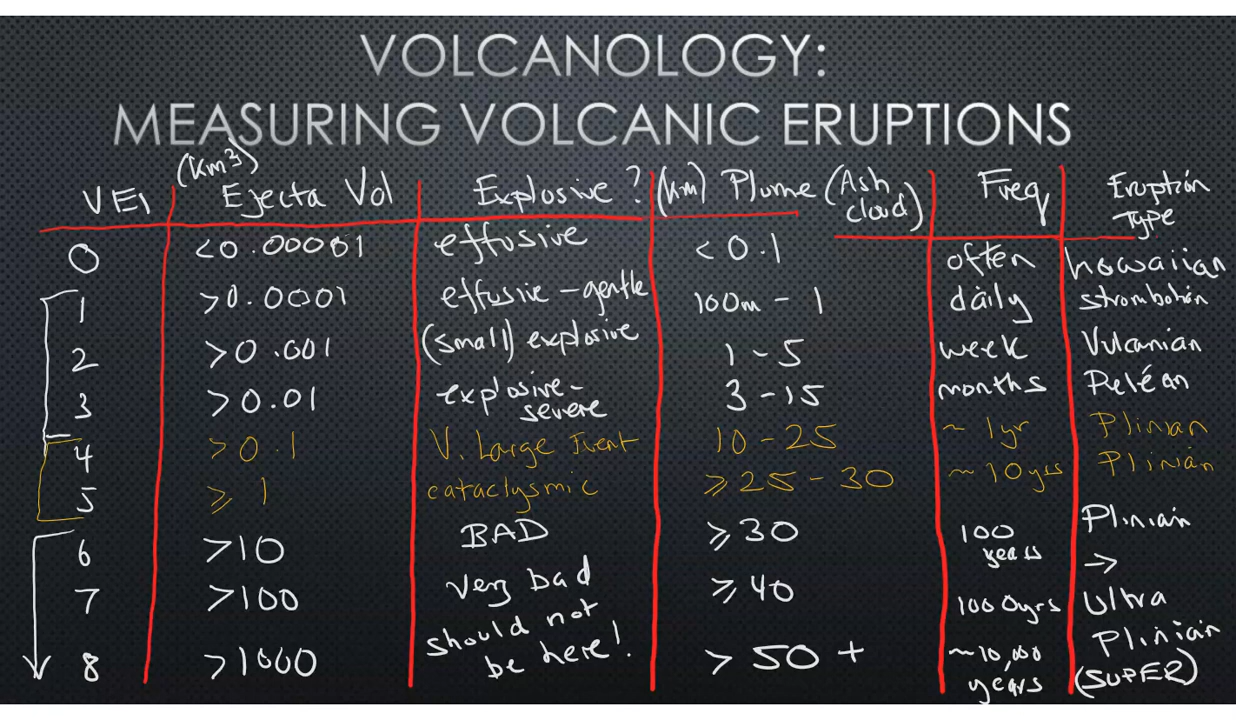 VOLCANOLOGY:
MEASURING VOLCANIC ERUPTIONS
VEI (km3) Ejecta Vol Explosive? (km) Plume (Ash cloud) Freq Eruption Type
0 <0.00001 effusive <0.1 often hawaiian
1 >0.0001 effusive - gentle 100m - 1 daily strombolian
2 >0.001 (small) explosive 1-5 week Vulcanian
3 >0.01 explosive - severe 3-15 months Peléan
4 >0.1 V. Large Event 10-25 ~1yr Plinian
5 ≥1 cataclysmic ≥25-30 ~10yrs Plinian
6 >10 BAD ≥30 100 years Plinian →
7 >100 very bad ≥40 1000yrs Ultra Plinian
8 >1000 should not be here! >50+ ~10,000 years (SUPER)